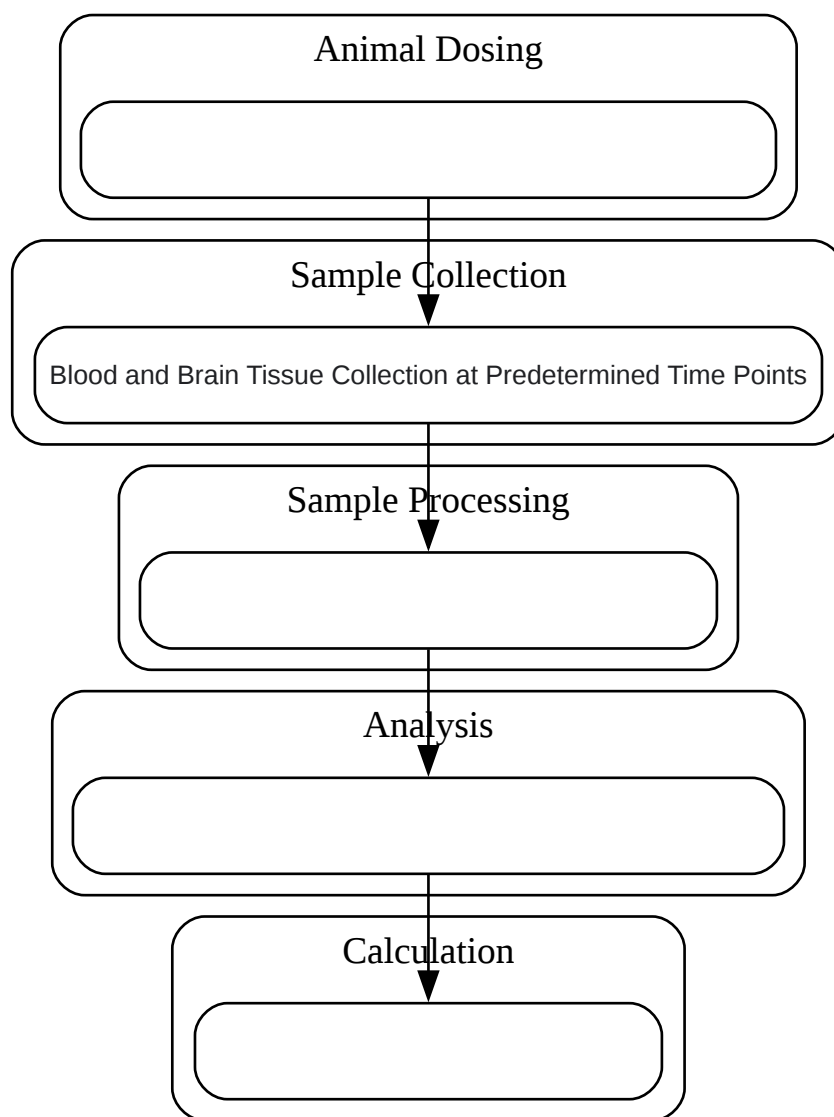 Animal Dosing
Sample Collection
Blood and Brain Tissue Collection at Predetermined Time Points
Sample Processing
Analysis
Calculation